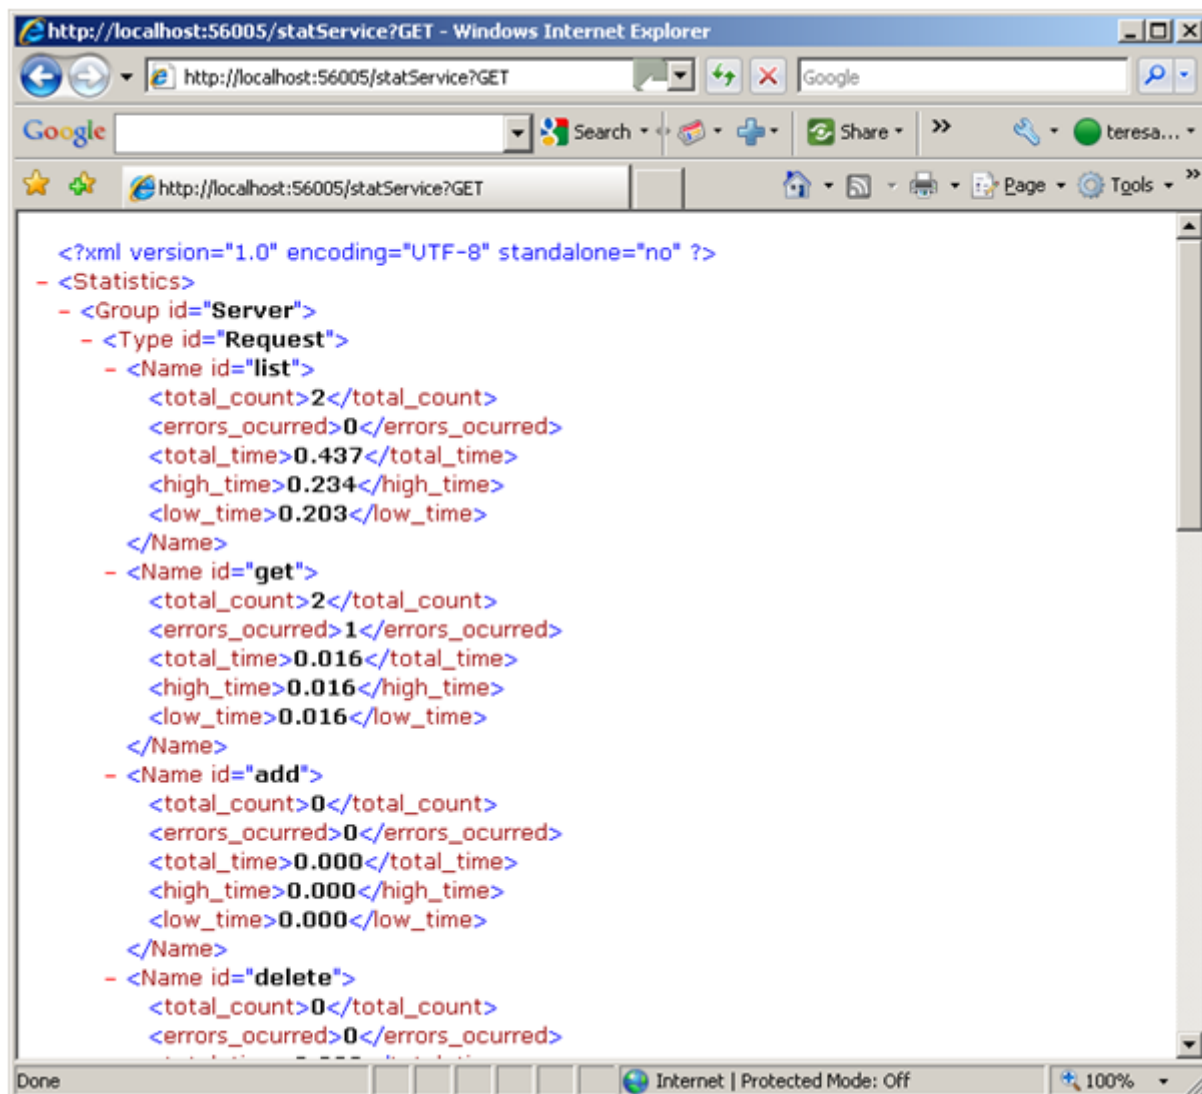 http://localhost:56005/statService?GET - Windows Internet Explorer
http://localhost:56005/statService?GET Google
Google Search Share » teresa...
http://localhost:56005/statService?GET Page Tools »
<?xml version="1.0" encoding="UTF-8" standalone="no" ?>
- <Statistics>
- <Group id="Server">
- <Type id="Request">
- <Name id="list">
<total_count>2</total_count>
<errors_ocurred>0</errors_ocurred>
<total_time>0.437</total_time>
<high_time>0.234</high_time>
<low_time>0.203</low_time>
</Name>
- <Name id="get">
<total_count>2</total_count>
<errors_ocurred>1</errors_ocurred>
<total_time>0.016</total_time>
<high_time>0.016</high_time>
<low_time>0.016</low_time>
</Name>
- <Name id="add">
<total_count>0</total_count>
<errors_ocurred>0</errors_ocurred>
<total_time>0.000</total_time>
<high_time>0.000</high_time>
<low_time>0.000</low_time>
</Name>
- <Name id="delete">
<total_count>0</total_count>
<errors_ocurred>0</errors_ocurred>
Done Internet | Protected Mode: Off 100%